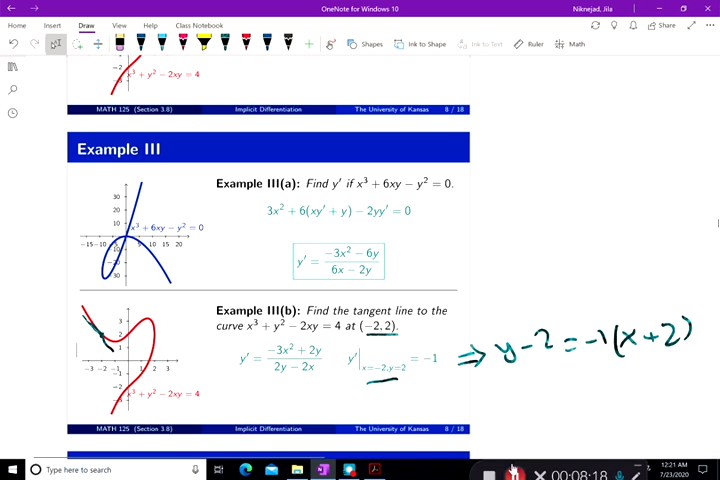 OneNote for Windows 10
Niknejad, Jila
Home Insert Draw View Help Class Notebook
Share
Shapes Ink to Shape Ink to Text Ruler Math
x³ + y² − 2xy = 4
MATH 125 (Section 3.8) Implicit Differentiation The University of Kansas 8 / 18
Example III
Example III(a): Find y′ if x³ + 6xy − y² = 0.
3x² + 6(xy′ + y) − 2yy′ = 0
y′ = (−3x² − 6y)/(6x − 2y)
30
20
10
x³ + 6xy − y² = 0
−15 −10 −5 5 10 15 20
Example III(b): Find the tangent line to the
curve x³ + y² − 2xy = 4 at (−2, 2).
y′ = (−3x² + 2y)/(2y − 2x) y′|x=−2,y=2 = −1
⇒ y − 2 = −1(x + 2)
3
2
1
−3 −2 −1 1 2 3
−1
−2
x³ + y² − 2xy = 4
MATH 125 (Section 3.8) Implicit Differentiation The University of Kansas 8 / 18
Type here to search
00:08:18
12:21 AM
7/23/2020